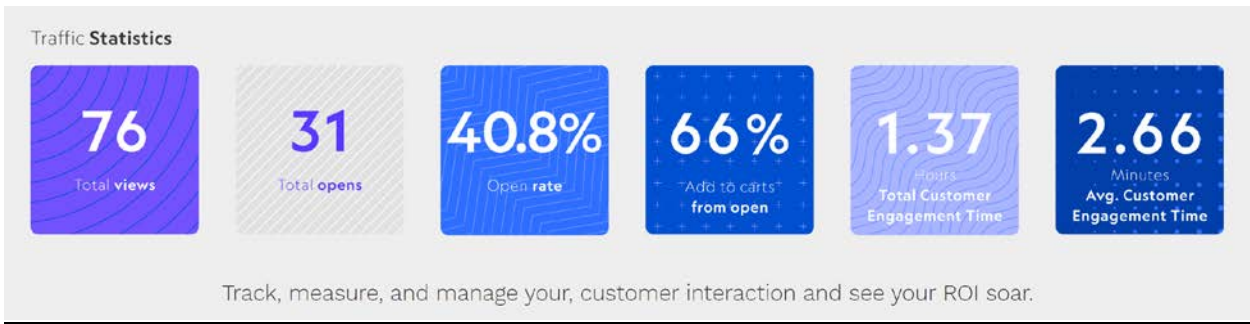 Traffic Statistics
76
Total views
31
Total opens
40.8%
Open rate
66%
Add to carts
from open
1.37
Hours
Total Customer
Engagement Time
2.66
Minutes
Avg. Customer
Engagement Time
Track, measure, and manage your, customer interaction and see your ROI soar.